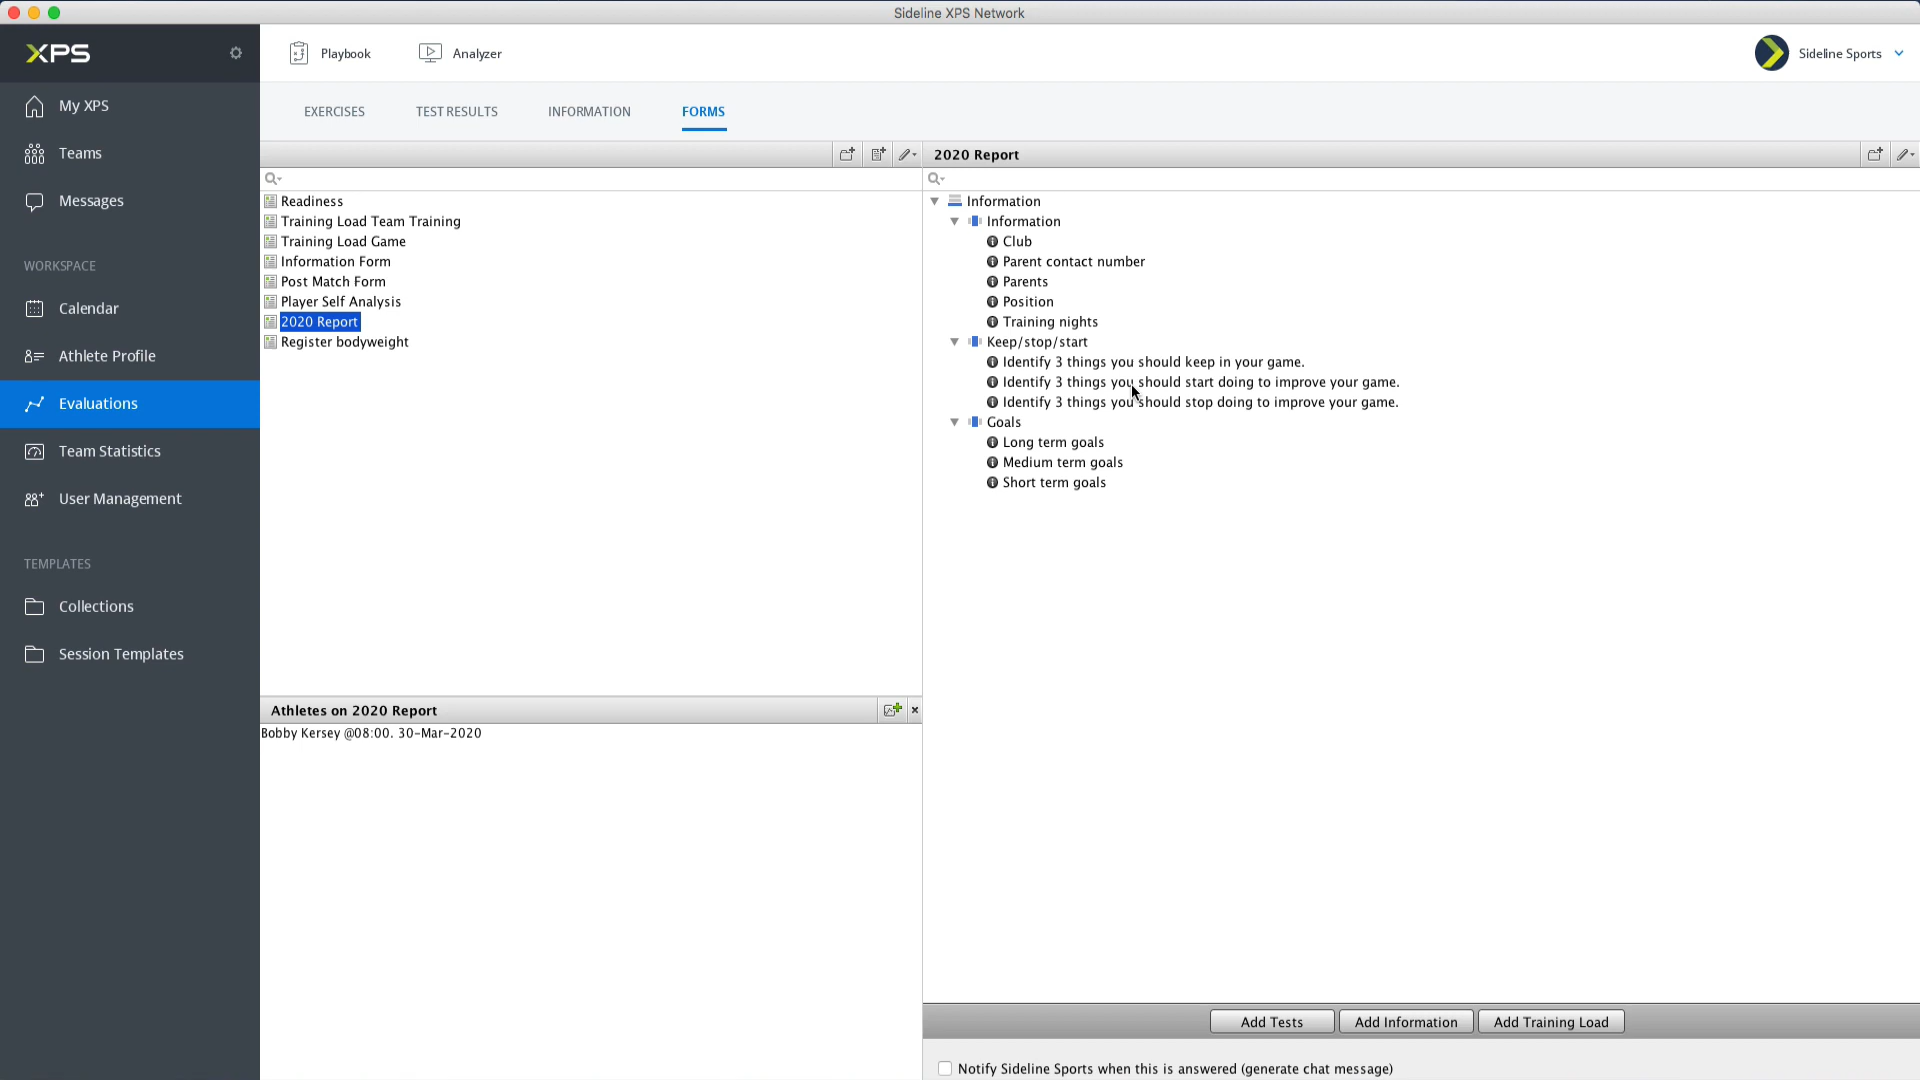 Sideline XPS Network
XPS
Playbook
Analyzer
Sideline Sports
My XPS
Teams
Messages
WORKSPACE
Calendar
Athlete Profile
Evaluations
Team Statistics
User Management
TEMPLATES
Collections
Session Templates
EXERCISES
TEST RESULTS
INFORMATION
FORMS
Readiness
Training Load Team Training
Training Load Game
Information Form
Post Match Form
Player Self Analysis
2020 Report
Register bodyweight
Athletes on 2020 Report
Bobby Kersey @08:00. 30-Mar-2020
2020 Report
Information
Information
Club
Parent contact number
Parents
Position
Training nights
Keep/stop/start
Identify 3 things you should keep in your game.
Identify 3 things you should start doing to improve your game.
Identify 3 things you should stop doing to improve your game.
Goals
Long term goals
Medium term goals
Short term goals
Add Tests
Add Information
Add Training Load
Notify Sideline Sports when this is answered (generate chat message)